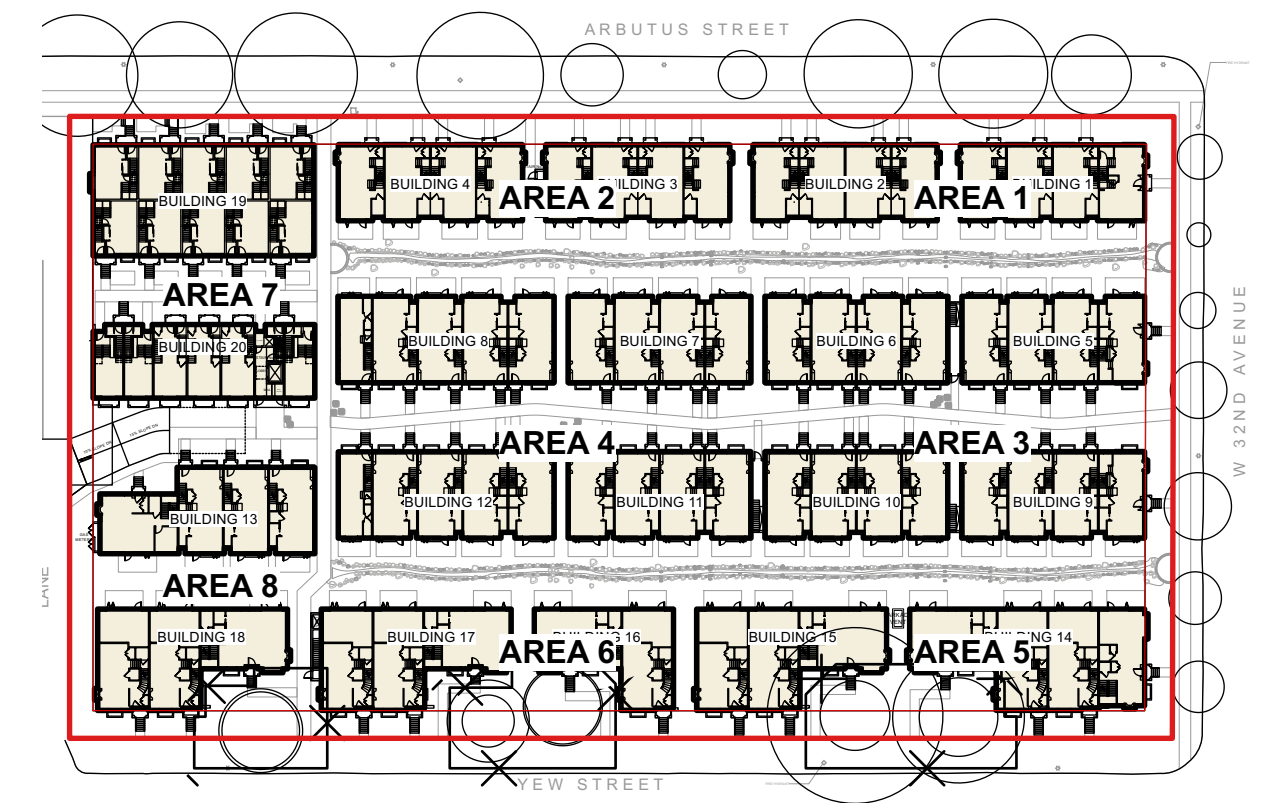 ARBUTUS STREET
BUILDING 19
BUILDING 4
AREA 2
BUILDING 3
BUILDING 2
AREA 1
BUILDING 1
AREA 7
BUILDING 20
BUILDING 8
BUILDING 7
BUILDING 6
BUILDING 5
W 32ND AVENUE
AREA 4
AREA 3
BUILDING 13
BUILDING 12
BUILDING 11
BUILDING 10
BUILDING 9
LANE
AREA 8
BUILDING 18
BUILDING 17
AREA 6
BUILDING 16
BUILDING 15
AREA 5
BUILDING 14
YEW STREET